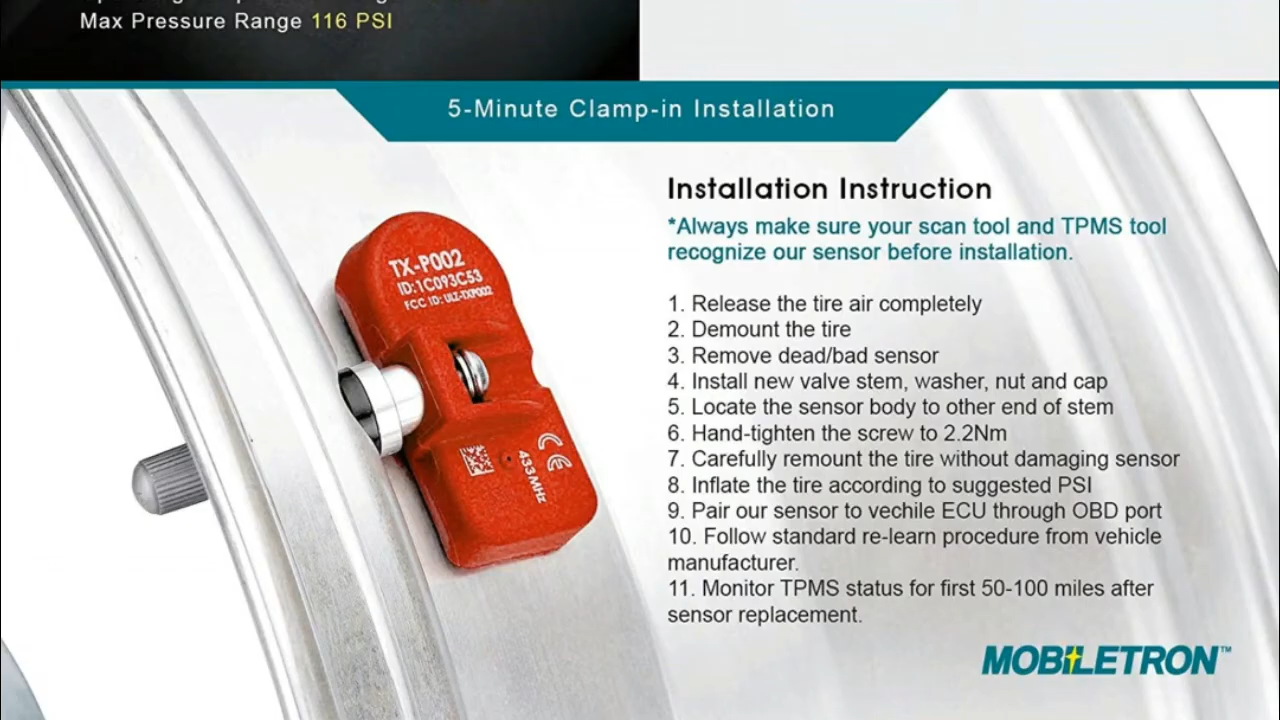 Max Pressure Range 116 PSI
5-Minute Clamp-in Installation
Installation Instruction
*Always make sure your scan tool and TPMS tool
recognize our sensor before installation.
1. Release the tire air completely
2. Demount the tire
3. Remove dead/bad sensor
4. Install new valve stem, washer, nut and cap
5. Locate the sensor body to other end of stem
6. Hand-tighten the screw to 2.2Nm
7. Carefully remount the tire without damaging sensor
8. Inflate the tire according to suggested PSI
9. Pair our sensor to vechile ECU through OBD port
10. Follow standard re-learn procedure from vehicle
manufacturer.
11. Monitor TPMS status for first 50-100 miles after
sensor replacement.
TX-P002
ID:1C093C53
FCC ID: ULZ-TXP002
CE
433MHz
MOBILETRON™